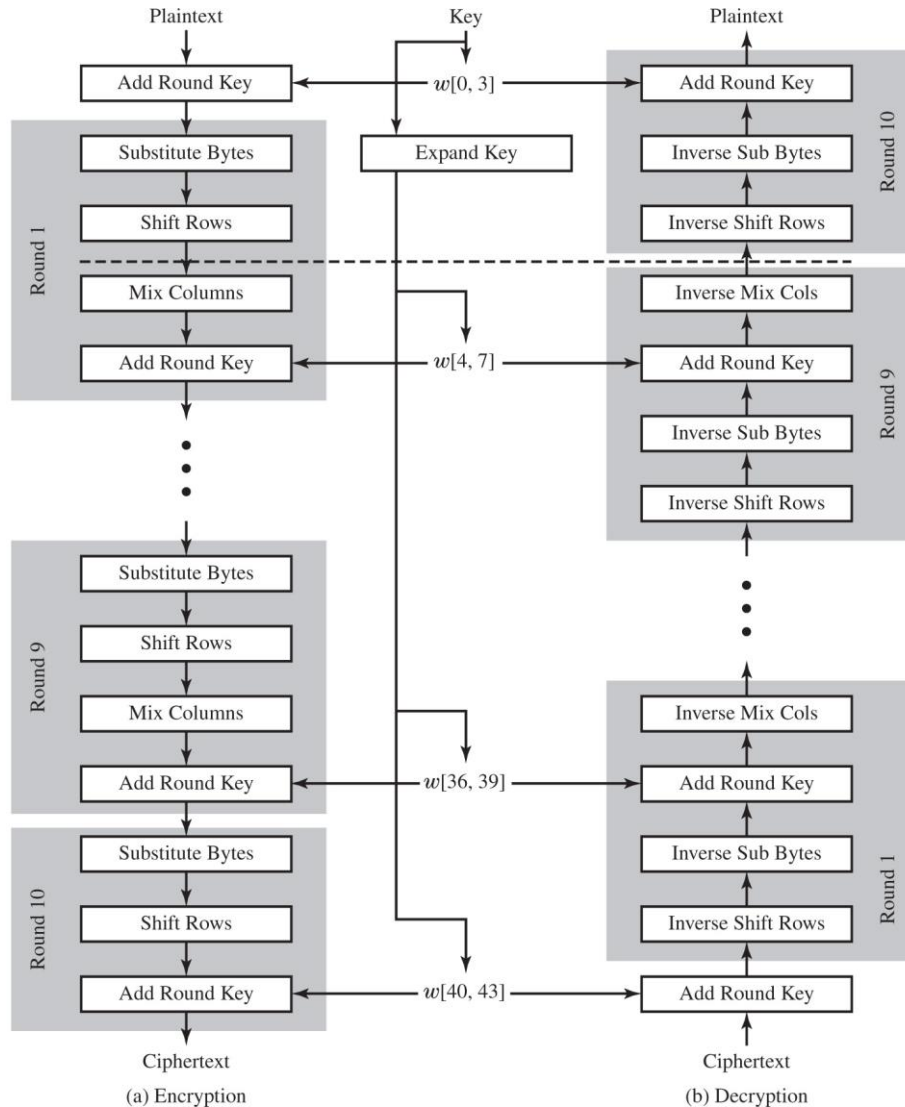 Plaintext
Add Round Key
Round 1
Substitute Bytes
Shift Rows
Mix Columns
Add Round Key
Round 9
Substitute Bytes
Shift Rows
Mix Columns
Add Round Key
Round 10
Substitute Bytes
Shift Rows
Add Round Key
Ciphertext
(a) Encryption
Key
w[0, 3]
Expand Key
w[4, 7]
w[36, 39]
w[40, 43]
Plaintext
Add Round Key
Inverse Sub Bytes
Inverse Shift Rows
Round 10
Inverse Mix Cols
Add Round Key
Inverse Sub Bytes
Inverse Shift Rows
Round 9
Inverse Mix Cols
Add Round Key
Inverse Sub Bytes
Inverse Shift Rows
Round 1
Add Round Key
Ciphertext
(b) Decryption